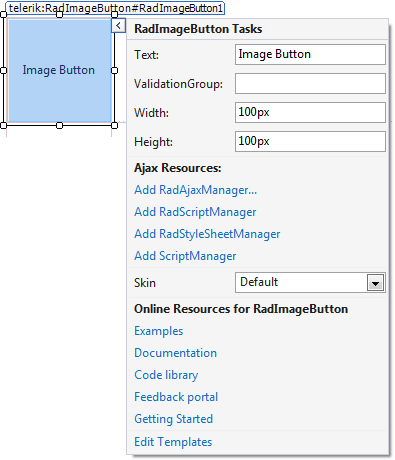 telerik:RadImageButton#RadImageButton1
Image Button
RadImageButton Tasks
Text: Image Button
ValidationGroup:
Width: 100px
Height: 100px
Ajax Resources:
Add RadAjaxManager...
Add RadScriptManager
Add RadStyleSheetManager
Add ScriptManager
Skin Default
Online Resources for RadImageButton
Examples
Documentation
Code library
Feedback portal
Getting Started
Edit Templates